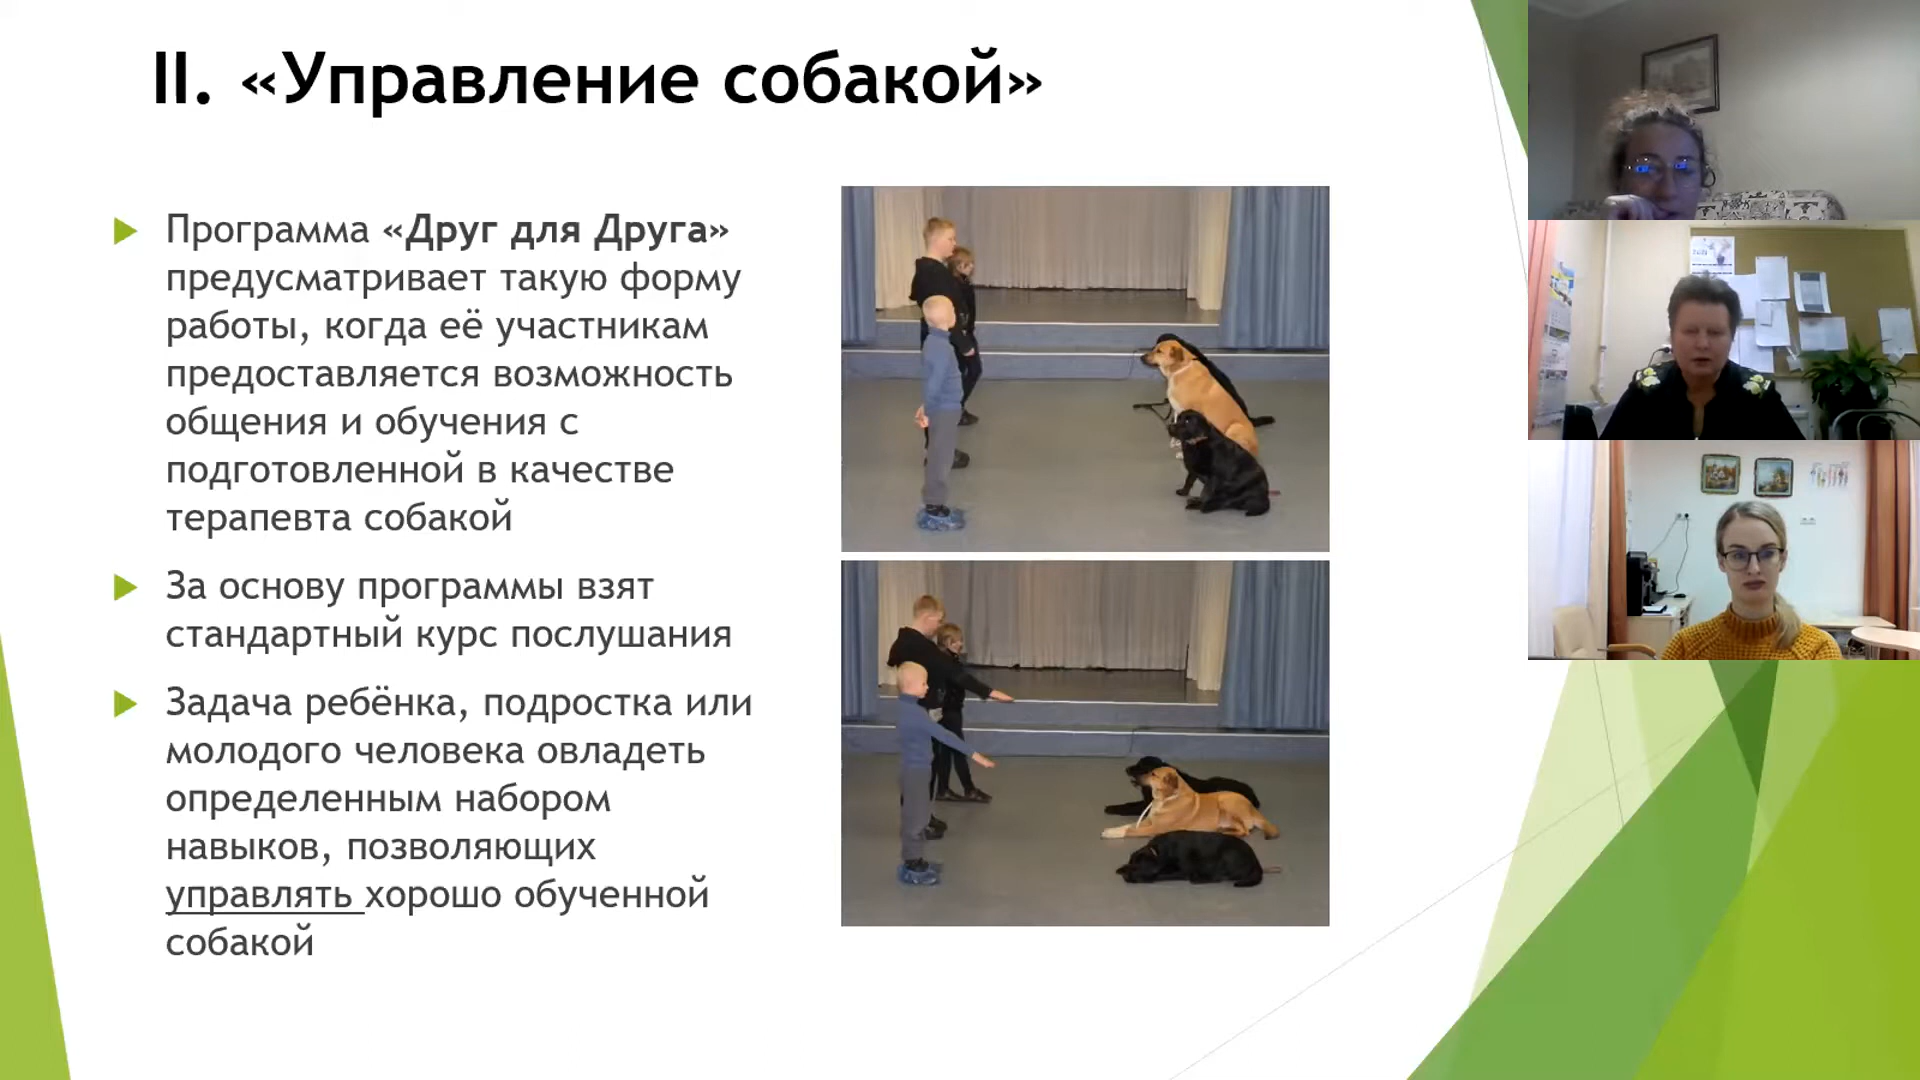 II. «Управление собакой»
Программа «Друг для Друга»
предусматривает такую форму
работы, когда её участникам
предоставляется возможность
общения и обучения с
подготовленной в качестве
терапевта собакой
За основу программы взят
стандартный курс послушания
Задача ребёнка, подростка или
молодого человека овладеть
определенным набором
навыков, позволяющих
управлять хорошо обученной
собакой